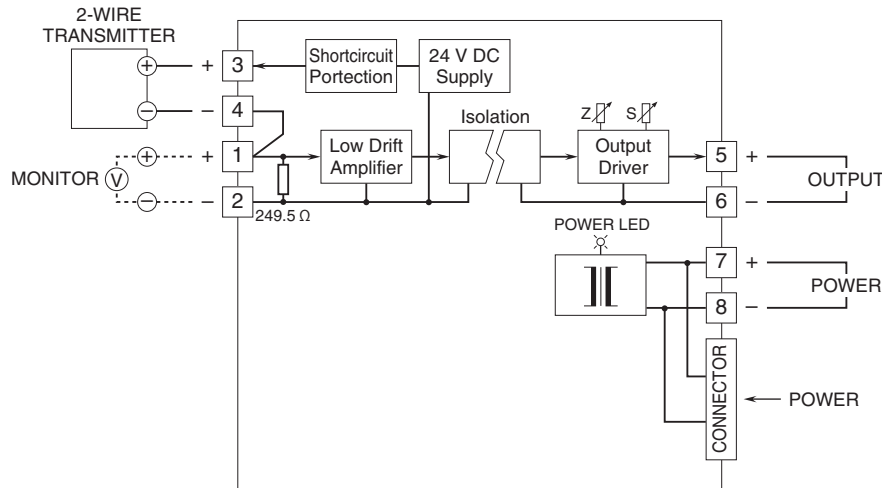 2-WIRE
TRANSMITTER
+
−
+ 3
− 4
Shortcircuit
Portection
24 V DC
Supply
MONITOR
V
+
−
+ 1
− 2
249.5 Ω
Low Drift
Amplifier
Isolation
Z
S
Output
Driver
5 +
6 −
OUTPUT
POWER LED
7 +
8 −
POWER
CONNECTOR
POWER